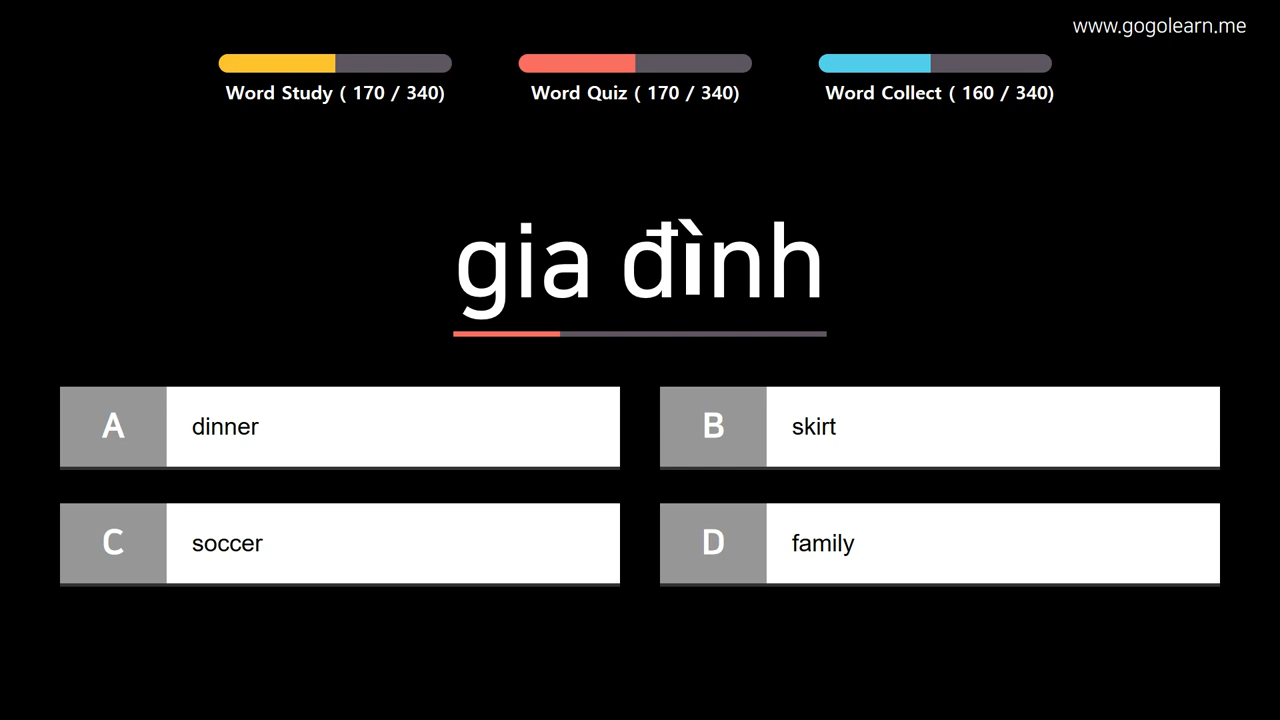 www.gogolearn.me
Word Study ( 170 / 340)
Word Quiz ( 170 / 340)
Word Collect ( 160 / 340)
gia đình
A dinner
B skirt
C soccer
D family